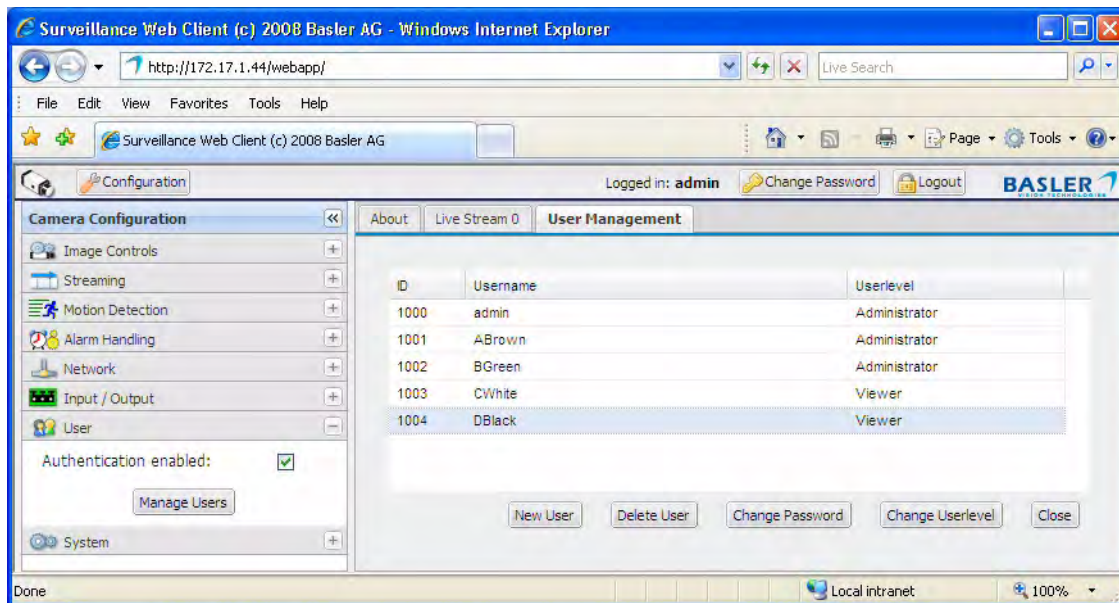 Surveillance Web Client (c) 2008 Basler AG - Windows Internet Explorer
http://172.17.1.44/webapp/
Live Search
File Edit View Favorites Tools Help
Surveillance Web Client (c) 2008 Basler AG
Page Tools
Configuration
Logged in: admin
Change Password
Logout
BASLER
VISION TECHNOLOGIES
Camera Configuration
About
Live Stream 0
User Management
Image Controls
Streaming
Motion Detection
Alarm Handling
Network
Input / Output
User
Authentication enabled:
Manage Users
System
ID Username Userlevel
1000 admin Administrator
1001 ABrown Administrator
1002 BGreen Administrator
1003 CWhite Viewer
1004 DBlack Viewer
New User
Delete User
Change Password
Change Userlevel
Close
Done
Local intranet
100%